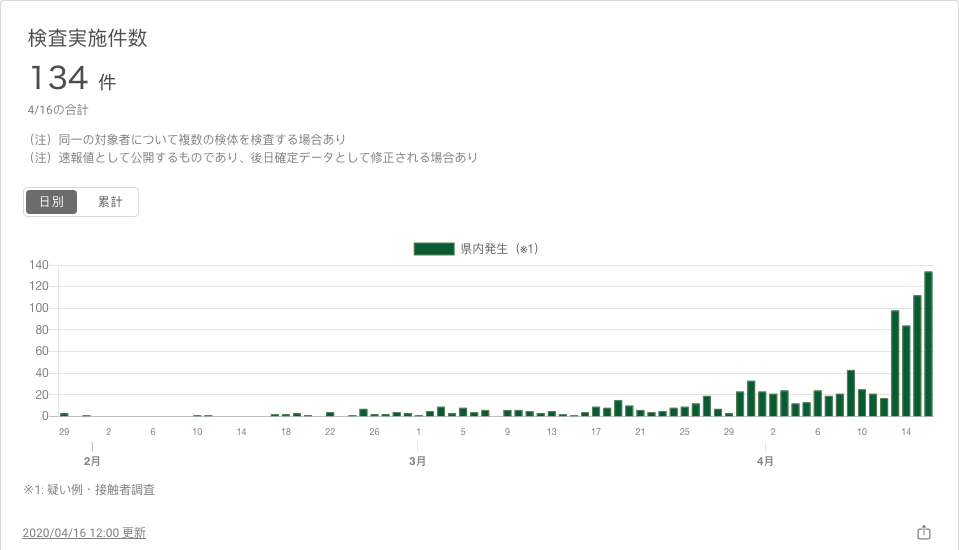 検査実施件数
134 件
4/16の合計
（注）同一の対象者について複数の検体を検査する場合あり
（注）速報値として公開するものであり、後日確定データとして修正される場合あり
日別 累計
県内発生（※1）
140
120
100
80
60
40
20
0
29 2 6 10 14 18 22 26 1 5 9 13 17 21 25 29 2 6 10 14
2月 3月 4月
※1: 疑い例・接触者調査
2020/04/16 12:00 更新